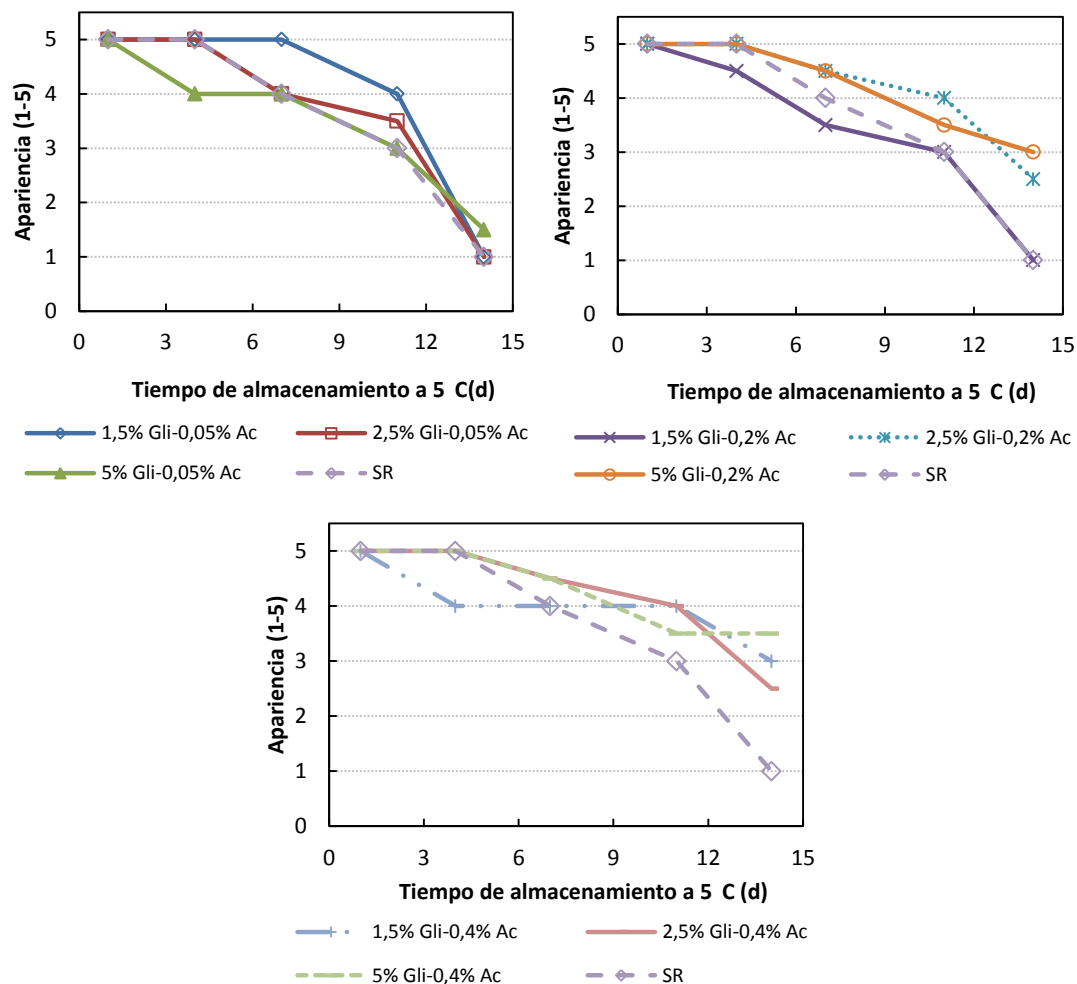 Apariencia (1-5)
5
4
3
2
1
0
0 3 6 9 12 15
Tiempo de almacenamiento a 5 C(d)
1,5% Gli-0,05% Ac
2,5% Gli-0,05% Ac
5% Gli-0,05% Ac
SR
Apariencia (1-5)
5
4
3
2
1
0
0 3 6 9 12 15
Tiempo de almacenamiento a 5 C (d)
1,5% Gli-0,2% Ac
2,5% Gli-0,2% Ac
5% Gli-0,2% Ac
SR
Apariencia (1-5)
5
4
3
2
1
0
0 3 6 9 12 15
Tiempo de almacenamiento a 5 C (d)
1,5% Gli-0,4% Ac
2,5% Gli-0,4% Ac
5% Gli-0,4% Ac
SR